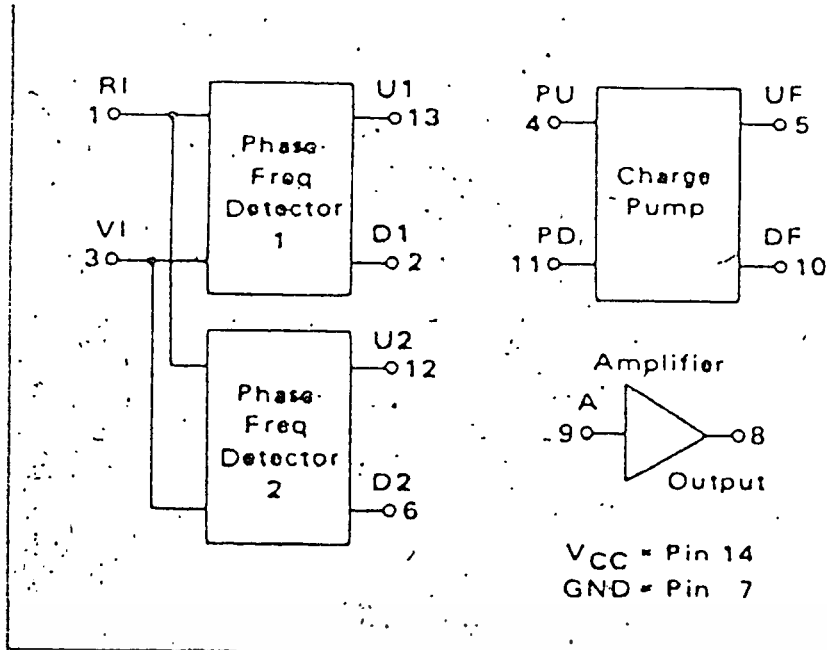 RI
1
VI
3
Phase-
Freq
Detector
1
U1
13
D1
2
Phase-
Freq
Detector
2
U2
12
D2
6
PU
4
PD
11
Charge
Pump
UF
5
DF
10
Amplifier
A
9
8
Output
VCC = Pin 14
GND = Pin 7